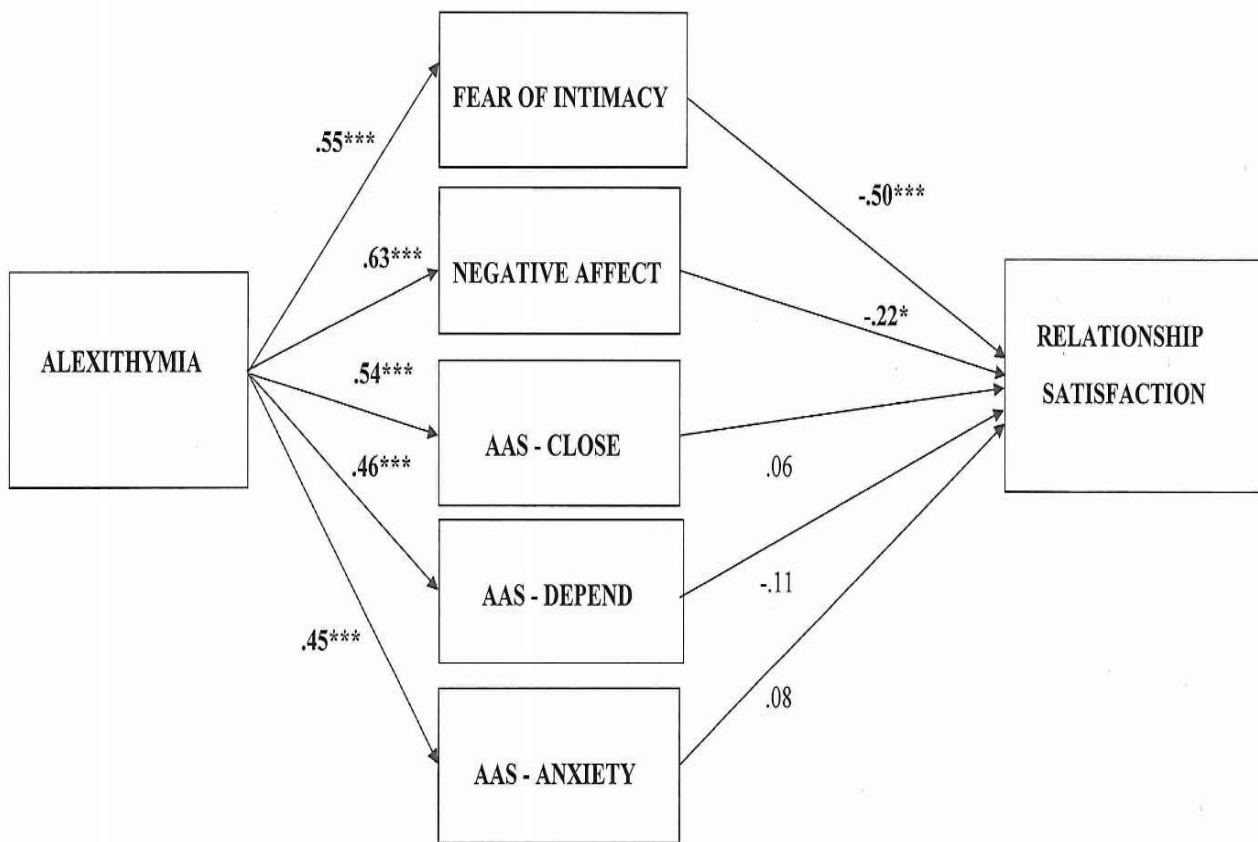 FEAR OF INTIMACY
.55***
-.50***
.63***
NEGATIVE AFFECT
-.22*
RELATIONSHIP
SATISFACTION
ALEXITHYMIA
.54***
AAS - CLOSE
.06
.46***
AAS - DEPEND
-.11
.45***
.08
AAS - ANXIETY